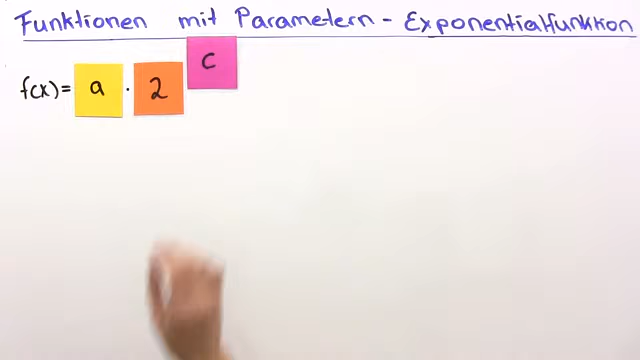 Funktionen mit Parametern - Exponentialfunktion
f(x) = a · 2^c